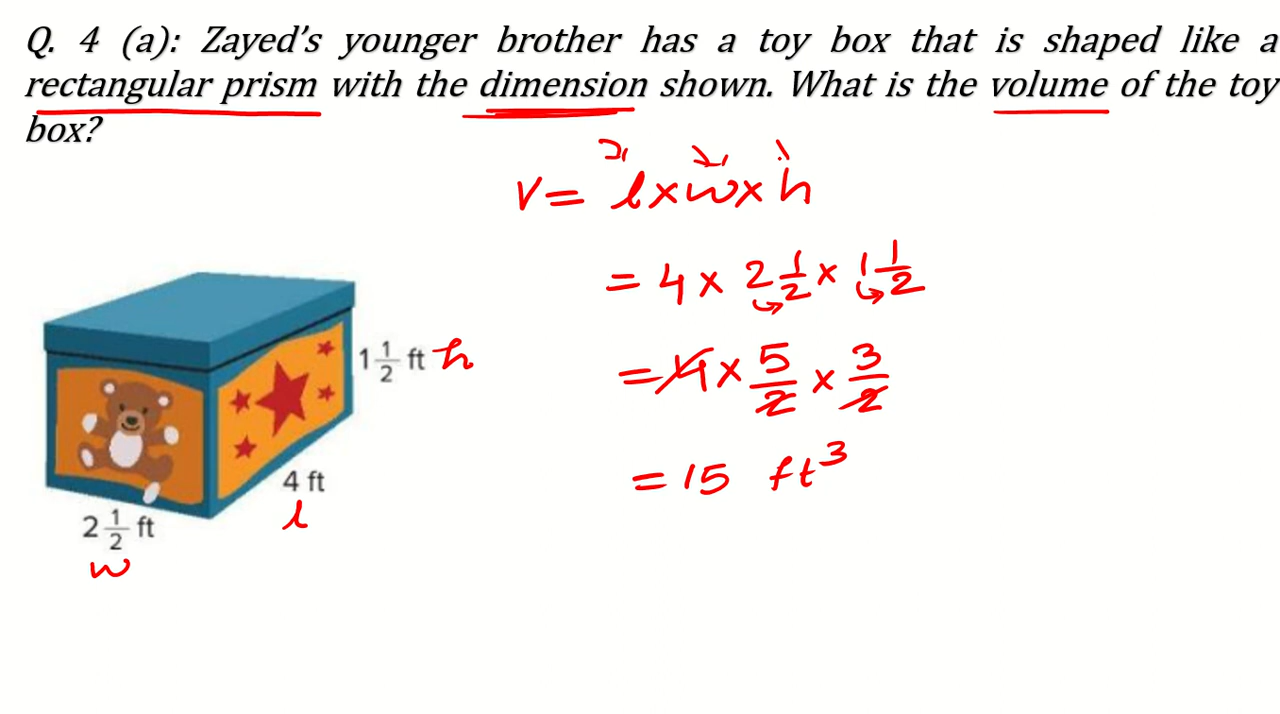 Q. 4 (a): Zayed's younger brother has a toy box that is shaped like a
rectangular prism with the dimension shown. What is the volume of the toy
box?
V = l × w × h
= 4 × 2 1/2 × 1 1/2
= 4 × 5/2 × 3/2
= 15 ft³
1 1/2 ft h
4 ft
l
2 1/2 ft
w